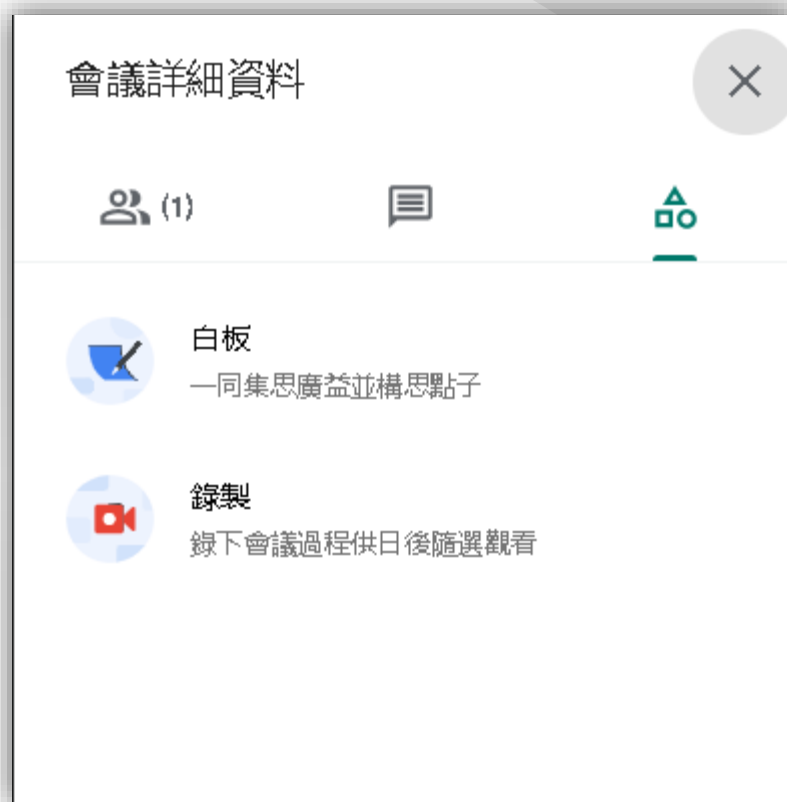 會議詳細資料
(1)
白板
一同集思廣益並構思點子
錄製
錄下會議過程供日後隨選觀看